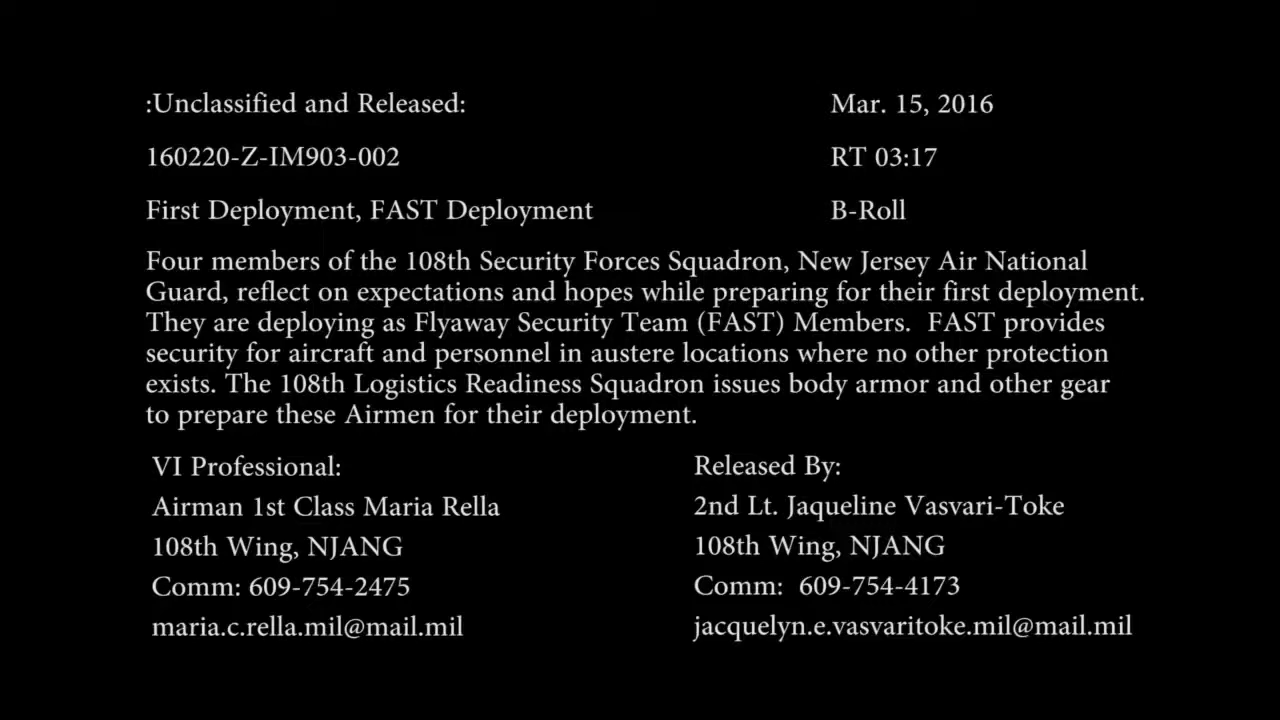 :Unclassified and Released:
Mar. 15, 2016
160220-Z-IM903-002
RT 03:17
First Deployment, FAST Deployment
B-Roll
Four members of the 108th Security Forces Squadron, New Jersey Air National
Guard, reflect on expectations and hopes while preparing for their first deployment.
They are deploying as Flyaway Security Team (FAST) Members.  FAST provides
security for aircraft and personnel in austere locations where no other protection
exists. The 108th Logistics Readiness Squadron issues body armor and other gear
to prepare these Airmen for their deployment.
VI Professional:
Airman 1st Class Maria Rella
108th Wing, NJANG
Comm: 609-754-2475
maria.c.rella.mil@mail.mil
Released By:
2nd Lt. Jaqueline Vasvari-Toke
108th Wing, NJANG
Comm:  609-754-4173
jacquelyn.e.vasvaritoke.mil@mail.mil